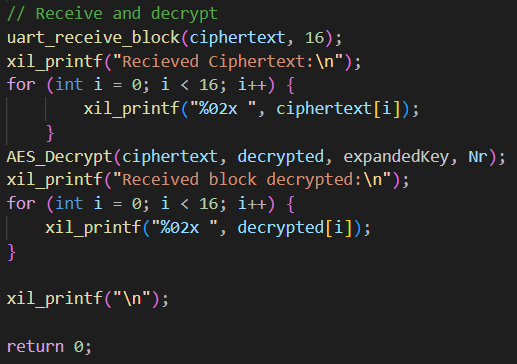 // Receive and decrypt
uart_receive_block(ciphertext, 16);
xil_printf("Recieved Ciphertext:\n");
for (int i = 0; i < 16; i++) {
        xil_printf("%02x ", ciphertext[i]);
    }
AES_Decrypt(ciphertext, decrypted, expandedKey, Nr);
xil_printf("Received block decrypted:\n");
for (int i = 0; i < 16; i++) {
    xil_printf("%02x ", decrypted[i]);
}
xil_printf("\n");
return 0;